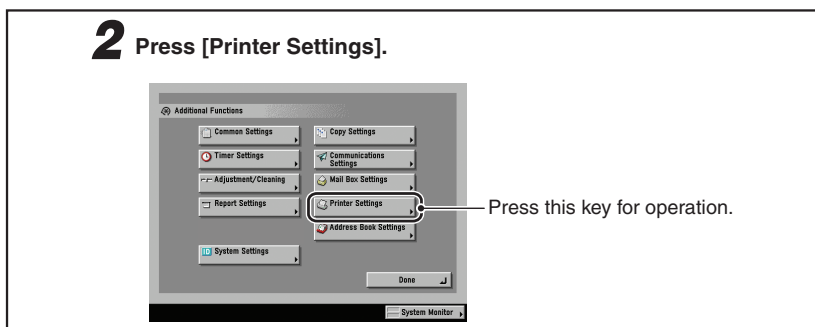 2 Press [Printer Settings].
Additional Functions
Common Settings
Copy Settings
Timer Settings
Communications
Settings
Adjustment/Cleaning
Mail Box Settings
Report Settings
Printer Settings
Press this key for operation.
Address Book Settings
ID System Settings
Done
System Monitor